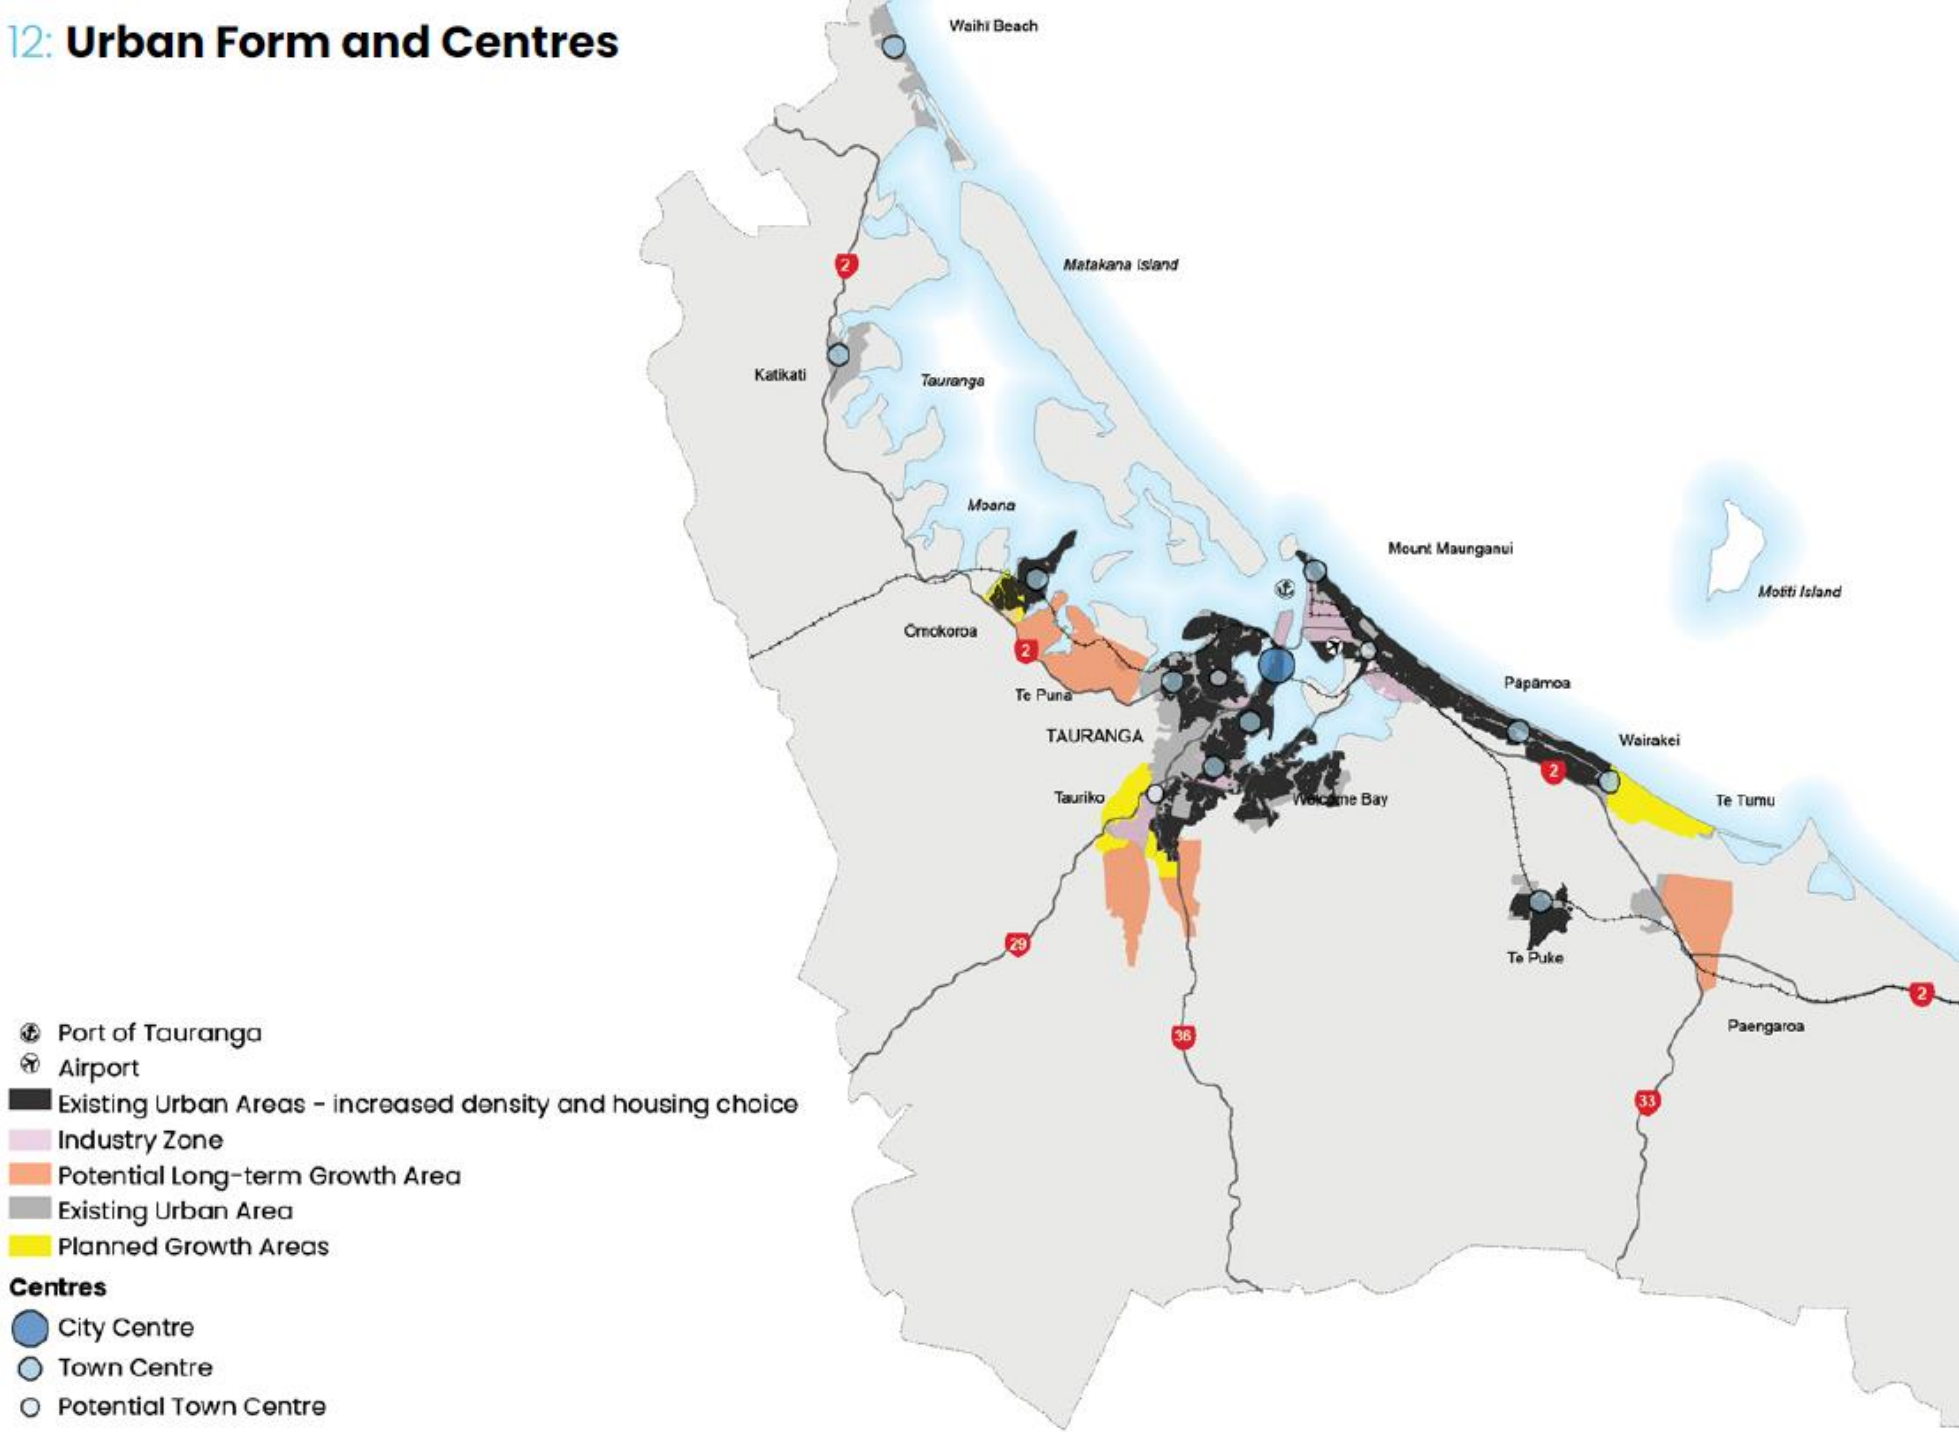 12: Urban Form and Centres
Waihī Beach
Matakana Island
2
Katikati
Tauranga
Moana
Mount Maunganui
Motiti Island
Ōmokoroa
2
Te Puna
Pāpāmoa
TAURANGA
Wairakei
2
Tauriko
Welcome Bay
Te Tumu
29
Te Puke
2
36
Paengaroa
33
Port of Tauranga
Airport
Existing Urban Areas - increased density and housing choice
Industry Zone
Potential Long-term Growth Area
Existing Urban Area
Planned Growth Areas
Centres
City Centre
Town Centre
Potential Town Centre